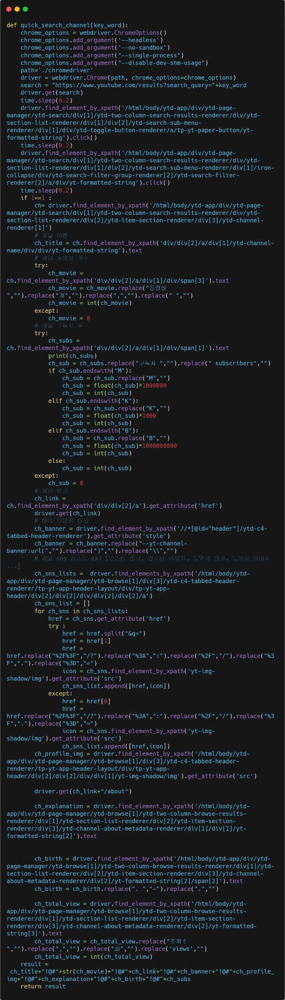 def quick_search_channel(key_word):
    chrome_options = webdriver.ChromeOptions()
    chrome_options.add_argument('--headless')
    chrome_options.add_argument('--no-sandbox')
    chrome_options.add_argument("--single-process")
    chrome_options.add_argument("--disable-dev-shm-usage")
    path='./chromedriver'
    driver = webdriver.Chrome(path, chrome_options=chrome_options)
    search = "https://www.youtube.com/results?search_query="+key_word
    driver.get(search)
    time.sleep(0.2)
    driver.find_element_by_xpath('/html/body/ytd-app/div/ytd-page-
manager/ytd-search/div[1]/ytd-two-column-search-results-renderer/div/ytd-
section-list-renderer/div[1]/div[2]/ytd-search-sub-menu-
renderer/div[1]/div/ytd-toggle-button-renderer/a/tp-yt-paper-button/yt-
formatted-string').click()
    time.sleep(0.2)
    driver.find_element_by_xpath('/html/body/ytd-app/div/ytd-page-
manager/ytd-search/div[1]/ytd-two-column-search-results-renderer/div/ytd-
section-list-renderer/div[1]/div[2]/ytd-search-sub-menu-renderer/div[1]/iron-
collapse/div/ytd-search-filter-group-renderer[2]/ytd-search-filter-
renderer[2]/a/div/yt-formatted-string').click()
    time.sleep(0.2)
    if 1==1 :
        ch= driver.find_element_by_xpath('/html/body/ytd-app/div/ytd-page-
manager/ytd-search/div[1]/ytd-two-column-search-results-renderer/div/ytd-
section-list-renderer/div[2]/ytd-item-section-renderer/div[3]/ytd-channel-
renderer[1]')
        # 채널 이름
        ch_title = ch.find_element_by_xpath('div/div[2]/a/div[1]/ytd-channel-
name/div/div/yt-formatted-string').text
        # 채널 동영상 개수
        try:
            ch_movie =
ch.find_element_by_xpath('div/div[2]/a/div[1]/div/span[3]').text
            ch_movie = ch_movie.replace("동영상
","").replace("개","").replace(",","").replace(" ","")
            ch_movie = int(ch_movie)
        except:
            ch_movie = 0
        # 채널 구독자 수
        try:
            ch_subs =
ch.find_element_by_xpath('div/div[2]/a/div[1]/div/span[1]').text
            print(ch_subs)
            ch_sub = ch_subs.replace("구독자 ","").replace(" subscribers","")
            if ch_sub.endswith("M"):
                ch_sub = ch_sub.replace("M","")
                ch_sub = float(ch_sub)*1000000
                ch_sub = int(ch_sub)
            elif ch_sub.endswith("K"):
                ch_sub = ch_sub.replace("K","")
                ch_sub = float(ch_sub)*1000
                ch_sub = int(ch_sub)
            elif ch_sub.endswith("B"):
                ch_sub = ch_sub.replace("B","")
                ch_sub = float(ch_sub)*1000000000
                ch_sub = int(ch_sub)
            else:
                ch_sub = int(ch_sub)
        except:
            ch_sub = 0
        # 채널 링크
        ch_link =
ch.find_element_by_xpath('div/div[2]/a').get_attribute('href')
        driver.get(ch_link)
        # 베너 이미지 링크
        ch_banner = driver.find_element_by_xpath('//*[@id="header"]/ytd-c4-
tabbed-header-renderer').get_attribute('style')
        ch_banner = ch_banner.replace("--yt-channel-
banner:url(","").replace(")","").replace("\\","")
        # 채널 sns 리스트 ex) [인스타 링크, 인스타 이미지, 트위치 링크. 트위치 이미지
...]
        ch_sns_lists =  driver.find_elements_by_xpath('/html/body/ytd-
app/div/ytd-page-manager/ytd-browse[1]/div[3]/ytd-c4-tabbed-header-
renderer/tp-yt-app-header-layout/div/tp-yt-app-
header/div[2]/div[2]/div/div[2]/div[2]/a')
        ch_sns_list = []
        for ch_sns in ch_sns_lists:
            href = ch_sns.get_attribute('href')
            try :
                href = href.split("&q=")
                href = href[1]
                href =
href.replace("%2F%3F","/?").replace("%3A",":").replace("%2F","/").replace("%3
F",".").replace("%3D","=")
                icon = ch_sns.find_element_by_xpath('yt-img-
shadow/img').get_attribute('src')
                ch_sns_list.append([href,icon])
            except:
                href = href[0]
                href =
href.replace("%2F%3F","/?").replace("%3A",":").replace("%2F","/").replace("%3
F",".").replace("%3D","=")
                icon = ch_sns.find_element_by_xpath('yt-img-
shadow/img').get_attribute('src')
                ch_sns_list.append([href,icon])
        ch_profile_img = driver.find_element_by_xpath('/html/body/ytd-
app/div/ytd-page-manager/ytd-browse[1]/div[3]/ytd-c4-tabbed-header-
renderer/tp-yt-app-header-layout/div/tp-yt-app-
header/div[2]/div[2]/div/div[1]/yt-img-shadow/img').get_attribute('src')

        driver.get(ch_link+"/about")

        ch_explanation = driver.find_element_by_xpath('/html/body/ytd-
app/div/ytd-page-manager/ytd-browse[1]/ytd-two-column-browse-results-
renderer/div[1]/ytd-section-list-renderer/div[2]/ytd-item-section-
renderer/div[3]/ytd-channel-about-metadata-renderer/div[1]/div[1]/yt-
formatted-string[2]').text


        ch_birth = driver.find_element_by_xpath('/html/body/ytd-app/div/ytd-
page-manager/ytd-browse[1]/ytd-two-column-browse-results-renderer/div[1]/ytd-
section-list-renderer/div[2]/ytd-item-section-renderer/div[3]/ytd-channel-
about-metadata-renderer/div[2]/yt-formatted-string[2]/span[2]').text
        ch_birth = ch_birth.replace(". ","-").replace(".","")

        ch_total_view = driver.find_element_by_xpath('/html/body/ytd-
app/div/ytd-page-manager/ytd-browse[1]/ytd-two-column-browse-results-
renderer/div[1]/ytd-section-list-renderer/div[2]/ytd-item-section-
renderer/div[3]/ytd-channel-about-metadata-renderer/div[2]/yt-formatted-
string[3]').text
        ch_total_view = ch_total_view.replace("조회수
","").replace(",","").replace("회","").replace('views',"")
        ch_total_view = int(ch_total_view)
    result =
 ch_title+"!@#"+str(ch_movie)+"!@#"+ch_link+"!@#"+ch_banner+"!@#"+ch_profile_
img+"!@#"+ch_explanation+"!@#"+ch_birth+"!@#"+ch_subs
    return result